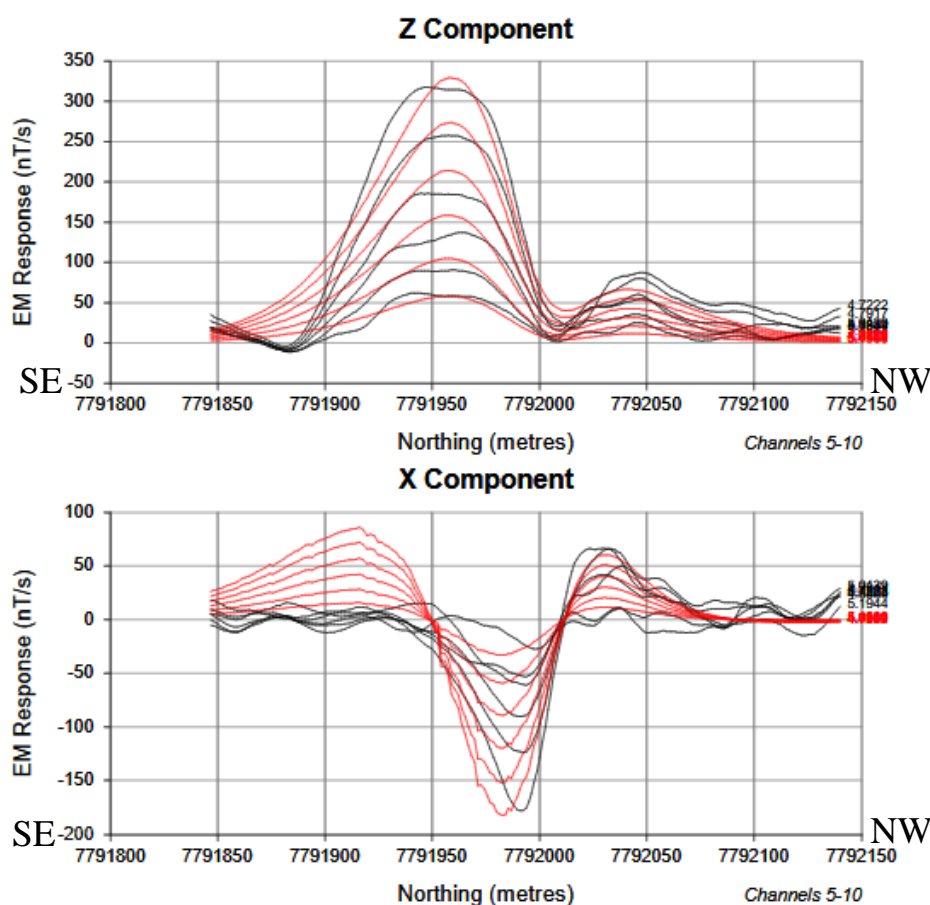 Z Component
EM Response (nT/s)
350
300
250
200
150
100
50
0
-50
4.7222
4.7917
SE
NW
7791800 7791850 7791900 7791950 7792000 7792050 7792100 7792150
Northing (metres)
Channels 5-10
X Component
EM Response (nT/s)
100
50
0
-50
-100
-150
-200
5.1944
SE
NW
7791800 7791850 7791900 7791950 7792000 7792050 7792100 7792150
Northing (metres)
Channels 5-10